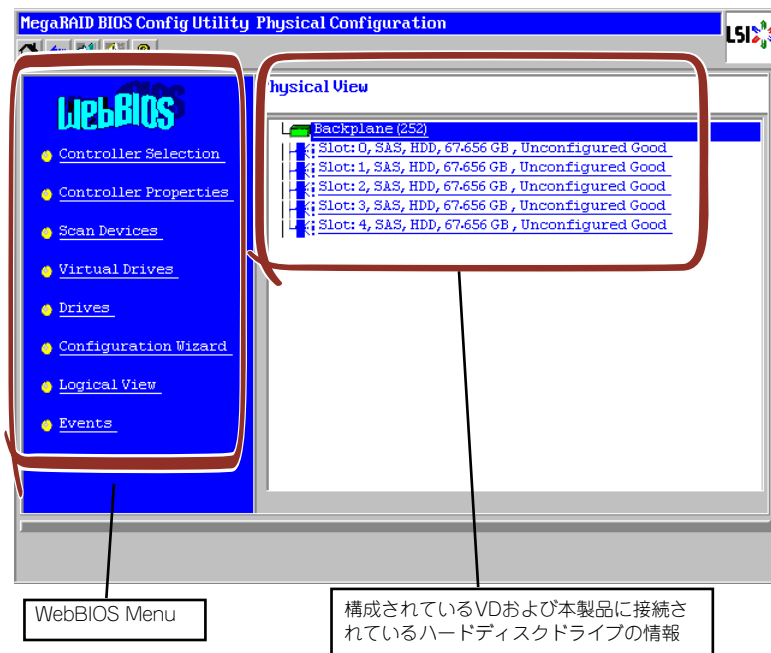 MegaRAID BIOS Config Utility Physical Configuration
LSI
WebBIOS
Controller Selection
Controller Properties
Scan Devices
Virtual Drives
Drives
Configuration Wizard
Logical View
Events
hysical View
Backplane (252)
Slot: 0, SAS, HDD, 67.656 GB , Unconfigured Good
Slot: 1, SAS, HDD, 67.656 GB , Unconfigured Good
Slot: 2, SAS, HDD, 67.656 GB , Unconfigured Good
Slot: 3, SAS, HDD, 67.656 GB , Unconfigured Good
Slot: 4, SAS, HDD, 67.656 GB , Unconfigured Good
WebBIOS Menu
構成されているVDおよび本製品に接続さ
れているハードディスクドライブの情報